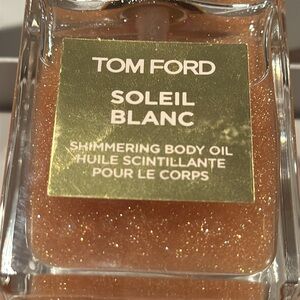 TOM FORD
SOLEIL
BLANC
SHIMMERING BODY OIL
HUILE SCINTILLANTE
POUR LE CORPS